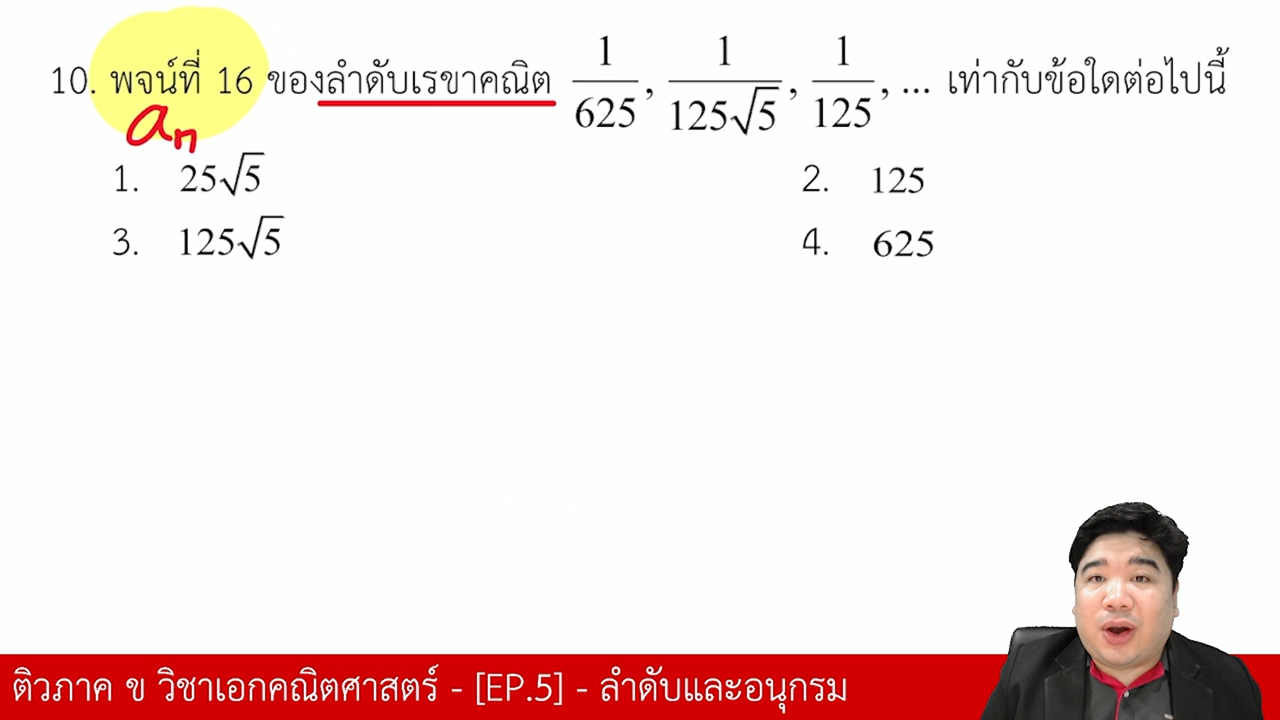 10. พจน์ที่ 16 ของลำดับเรขาคณิต 1/625, 1/125√5, 1/125, ... เท่ากับข้อใดต่อไปนี้
aₙ
1. 25√5 2. 125
3. 125√5 4. 625
ติวภาค ข วิชาเอกคณิตศาสตร์ - [EP.5] - ลำดับและอนุกรม